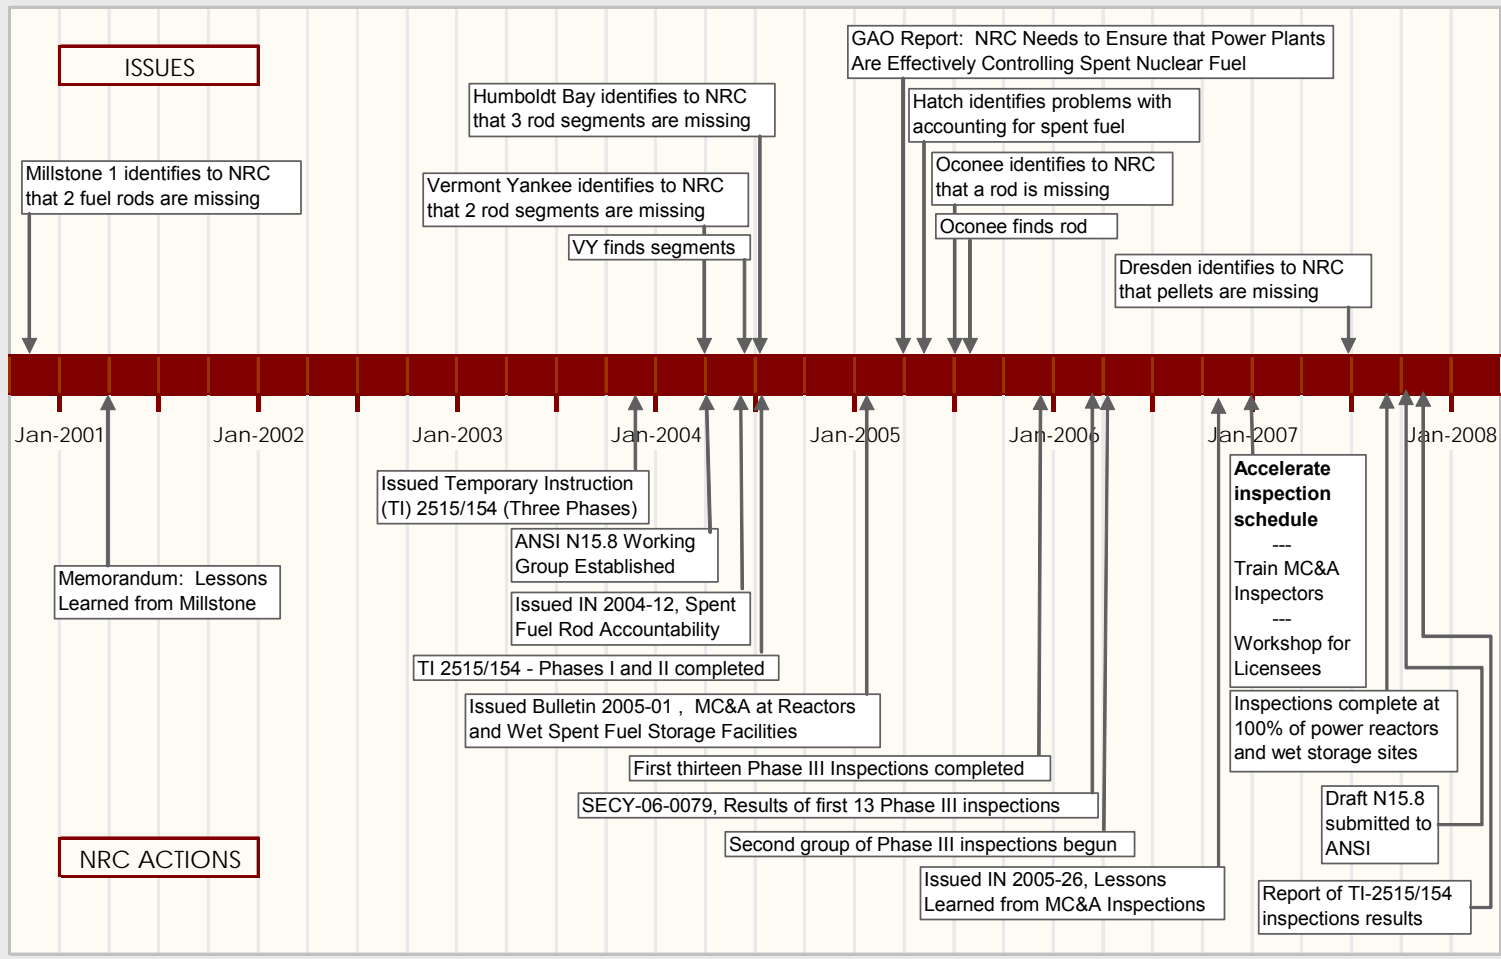 ISSUES
GAO Report:  NRC Needs to Ensure that Power Plants
Are Effectively Controlling Spent Nuclear Fuel
Humboldt Bay identifies to NRC
that 3 rod segments are missing
Hatch identifies problems with
accounting for spent fuel
Millstone 1 identifies to NRC
that 2 fuel rods are missing
Vermont Yankee identifies to NRC
that 2 rod segments are missing
Oconee identifies to NRC
that a rod is missing
VY finds segments
Oconee finds rod
Dresden identifies to NRC
that pellets are missing
Jan-2001
Jan-2002
Jan-2003
Jan-2004
Jan-2005
Jan-2006
Jan-2007
Jan-2008
Issued Temporary Instruction
(TI) 2515/154 (Three Phases)
ANSI N15.8 Working
Group Established
Memorandum:  Lessons
Learned from Millstone
Issued IN 2004-12, Spent
Fuel Rod Accountability
TI 2515/154 - Phases I and II completed
Issued Bulletin 2005-01 ,  MC&A at Reactors
and Wet Spent Fuel Storage Facilities
First thirteen Phase III Inspections completed
SECY-06-0079, Results of first 13 Phase III inspections
Second group of Phase III inspections begun
Issued IN 2005-26, Lessons
Learned from MC&A Inspections
Accelerate
inspection
schedule
---
Train MC&A
Inspectors
---
Workshop for
Licensees
Inspections complete at
100% of power reactors
and wet storage sites
Draft N15.8
submitted to
ANSI
Report of TI-2515/154
inspections results
NRC ACTIONS